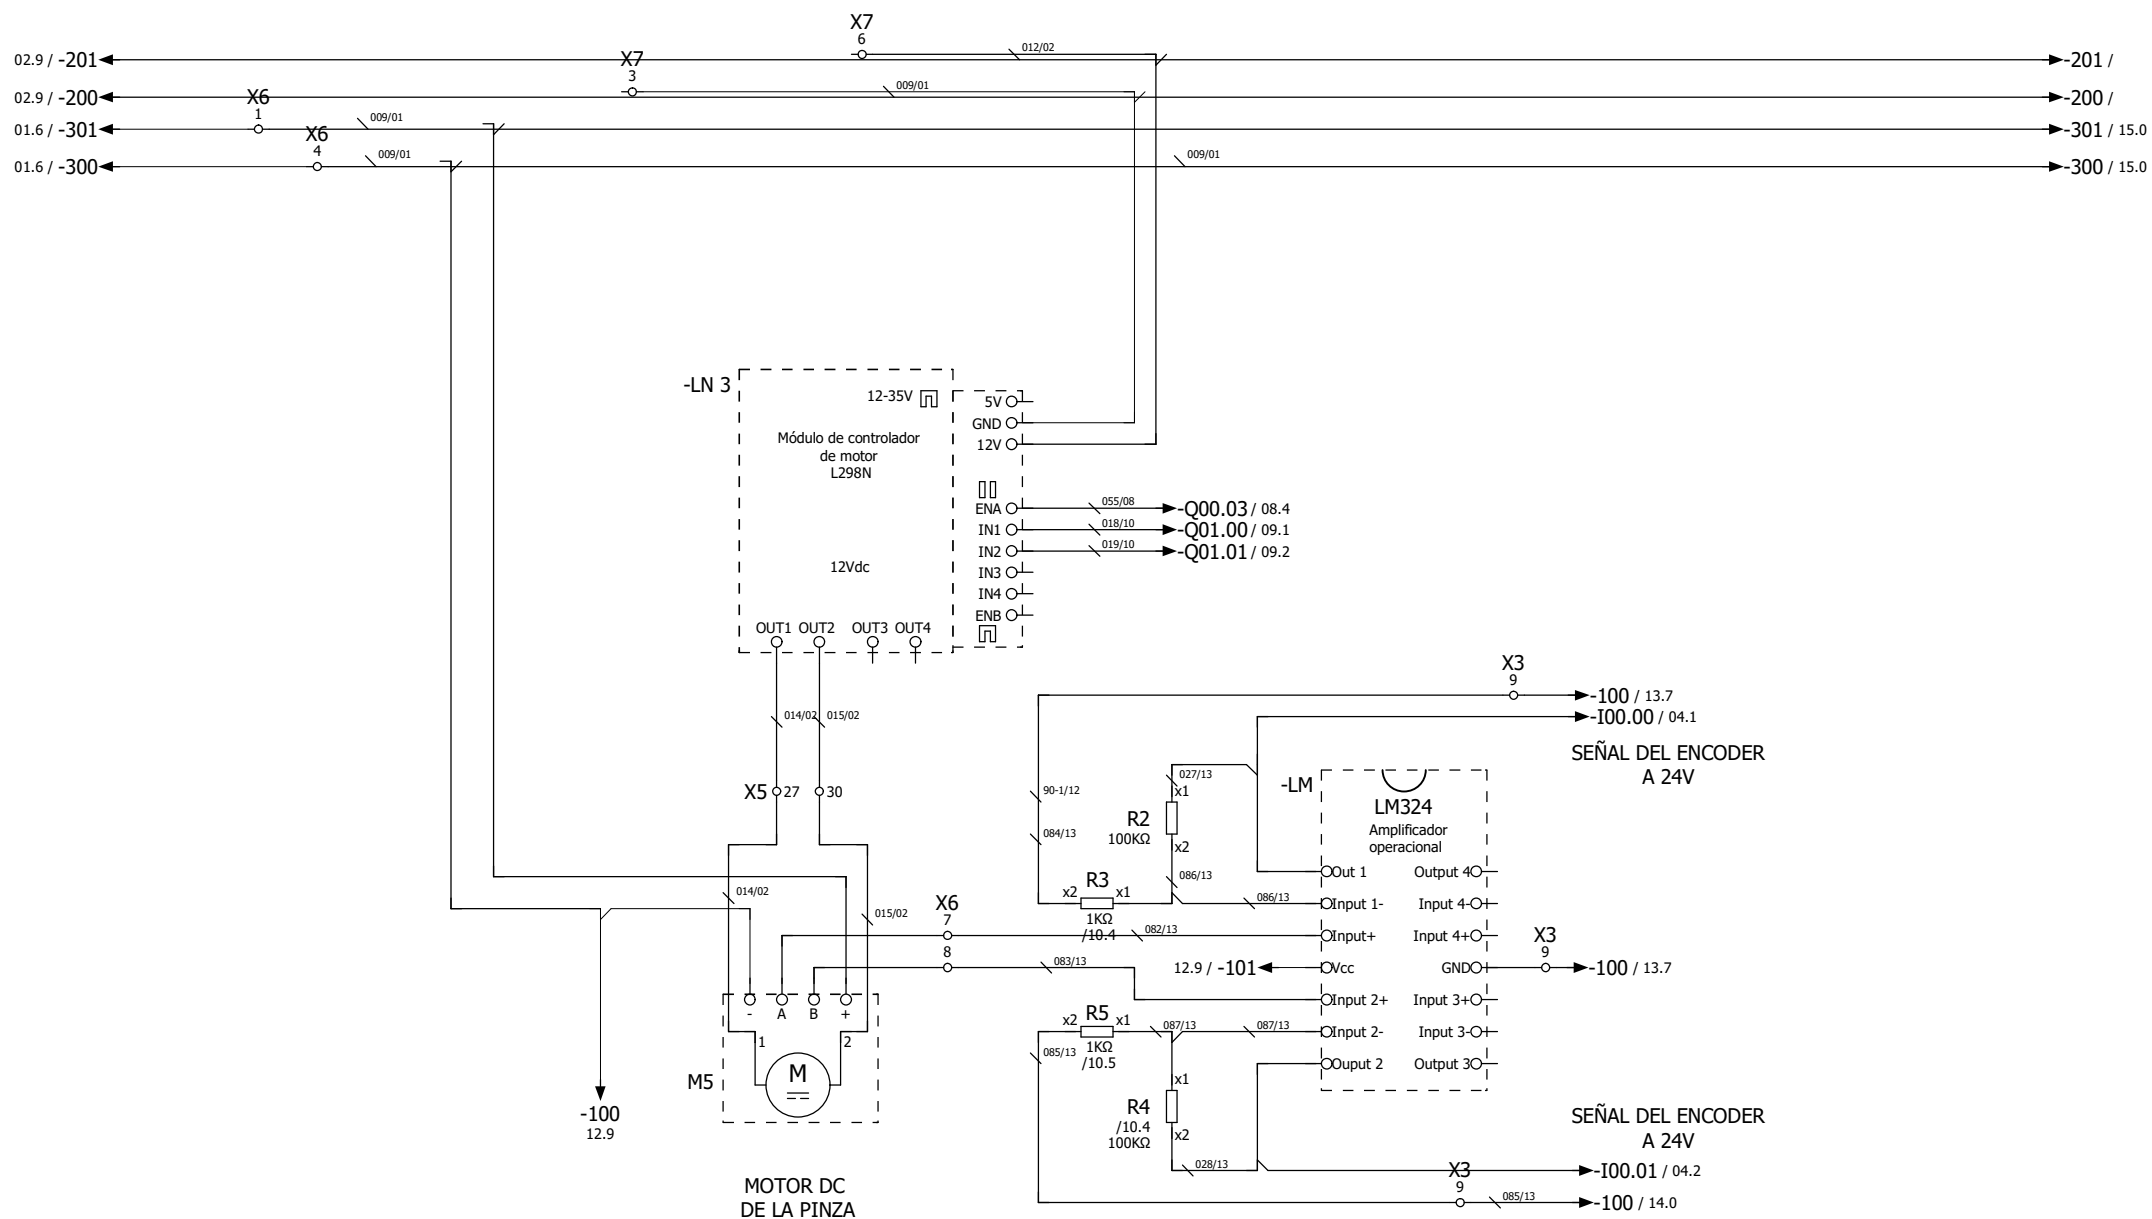 X7
6
012/02
02.9 / -201
-201 /
X7
3
009/01
02.9 / -200
-200 /
X6
1
009/01
01.6 / -301
-301 / 15.0
X6
4
009/01
009/01
01.6 / -300
-300 / 15.0
-LN 3
12-35V
5V
GND
12V
Módulo de controlador
de motor
L298N
12Vdc
ENA
055/08
-Q00.03 / 08.4
IN1
018/10
-Q01.00 / 09.1
IN2
019/10
-Q01.01 / 09.2
IN3
IN4
ENB
OUT1 OUT2 OUT3 OUT4
014/02
015/02
X5 27 30
014/02
015/02
X3
9
-100 / 13.7
-I00.00 / 04.1
SEÑAL DEL ENCODER
A 24V
90-1/12
084/13
027/13
x1
R2
100KΩ
x2
086/13
x2 R3 x1
1KΩ
/10.4
086/13
-LM
LM324
Amplificador
operacional
Out 1 Output 4
Input 1- Input 4-
Input+ Input 4+
Vcc GND
Input 2+ Input 3+
Input 2- Input 3-
Ouput 2 Output 3
X6
7
082/13
8
083/13
12.9 / -101
X3
9
-100 / 13.7
x2 R5 x1
1KΩ
/10.5
087/13
087/13
085/13
x1
R4
/10.4
100KΩ
x2
028/13
- A B +
1 2
M5
M
-100
12.9
MOTOR DC
DE LA PINZA
SEÑAL DEL ENCODER
A 24V
-I00.01 / 04.2
X3
9
085/13
-100 / 14.0